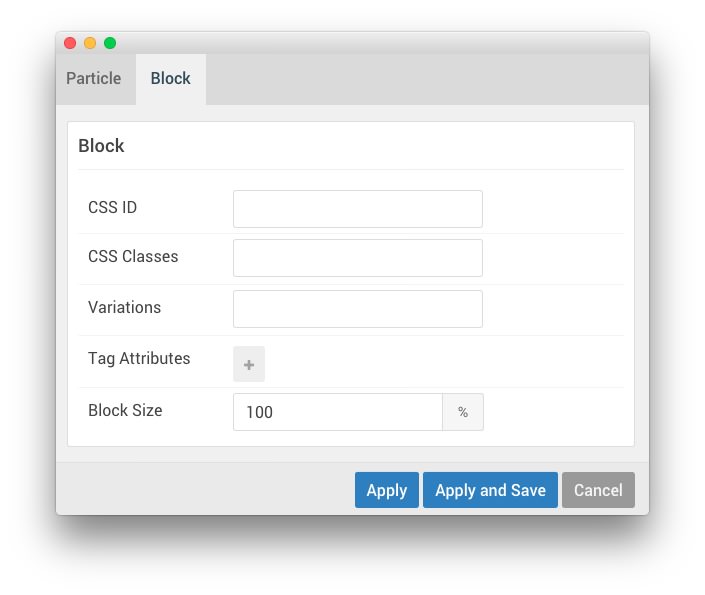 Particle Block
Block
CSS ID
CSS Classes
Variations
Tag Attributes +
Block Size 100 %
Apply Apply and Save Cancel